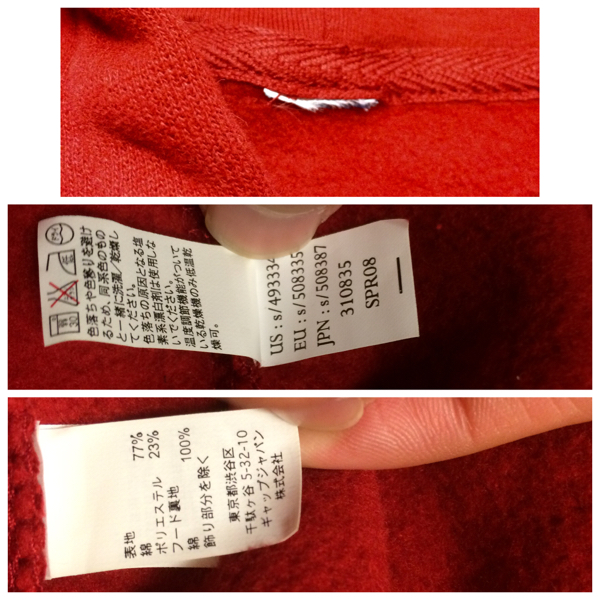 色落ちや色移りを避け
るため、同系色のもの
と一緒に洗濯／乾燥し
てください。
色落ちの原因となる塩
素系漂白剤は使用しな
いでください。
温度調節機能がついて
いる乾燥機のみ低温乾
燥可。
US : s/493334
EU : s/508335
JPN : s/508387
310835
SPR08
表地
綿 77%
ポリエステル 23%
フード裏地
綿 100%
飾り部分を除く
東京都渋谷区
千駄ケ谷 5-32-10
ギャップジャパン
株式会社